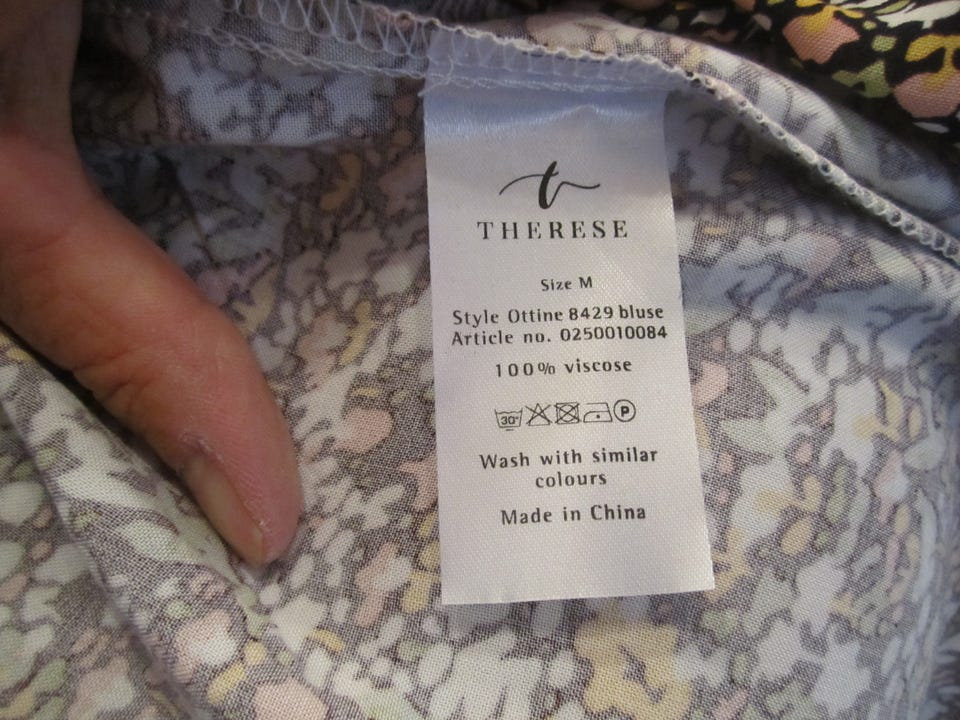 t
THERESE
Size M
Style Ottine 8429 bluse
Article no. 0250010084
100% viscose
30° P
Wash with similar
colours
Made in China